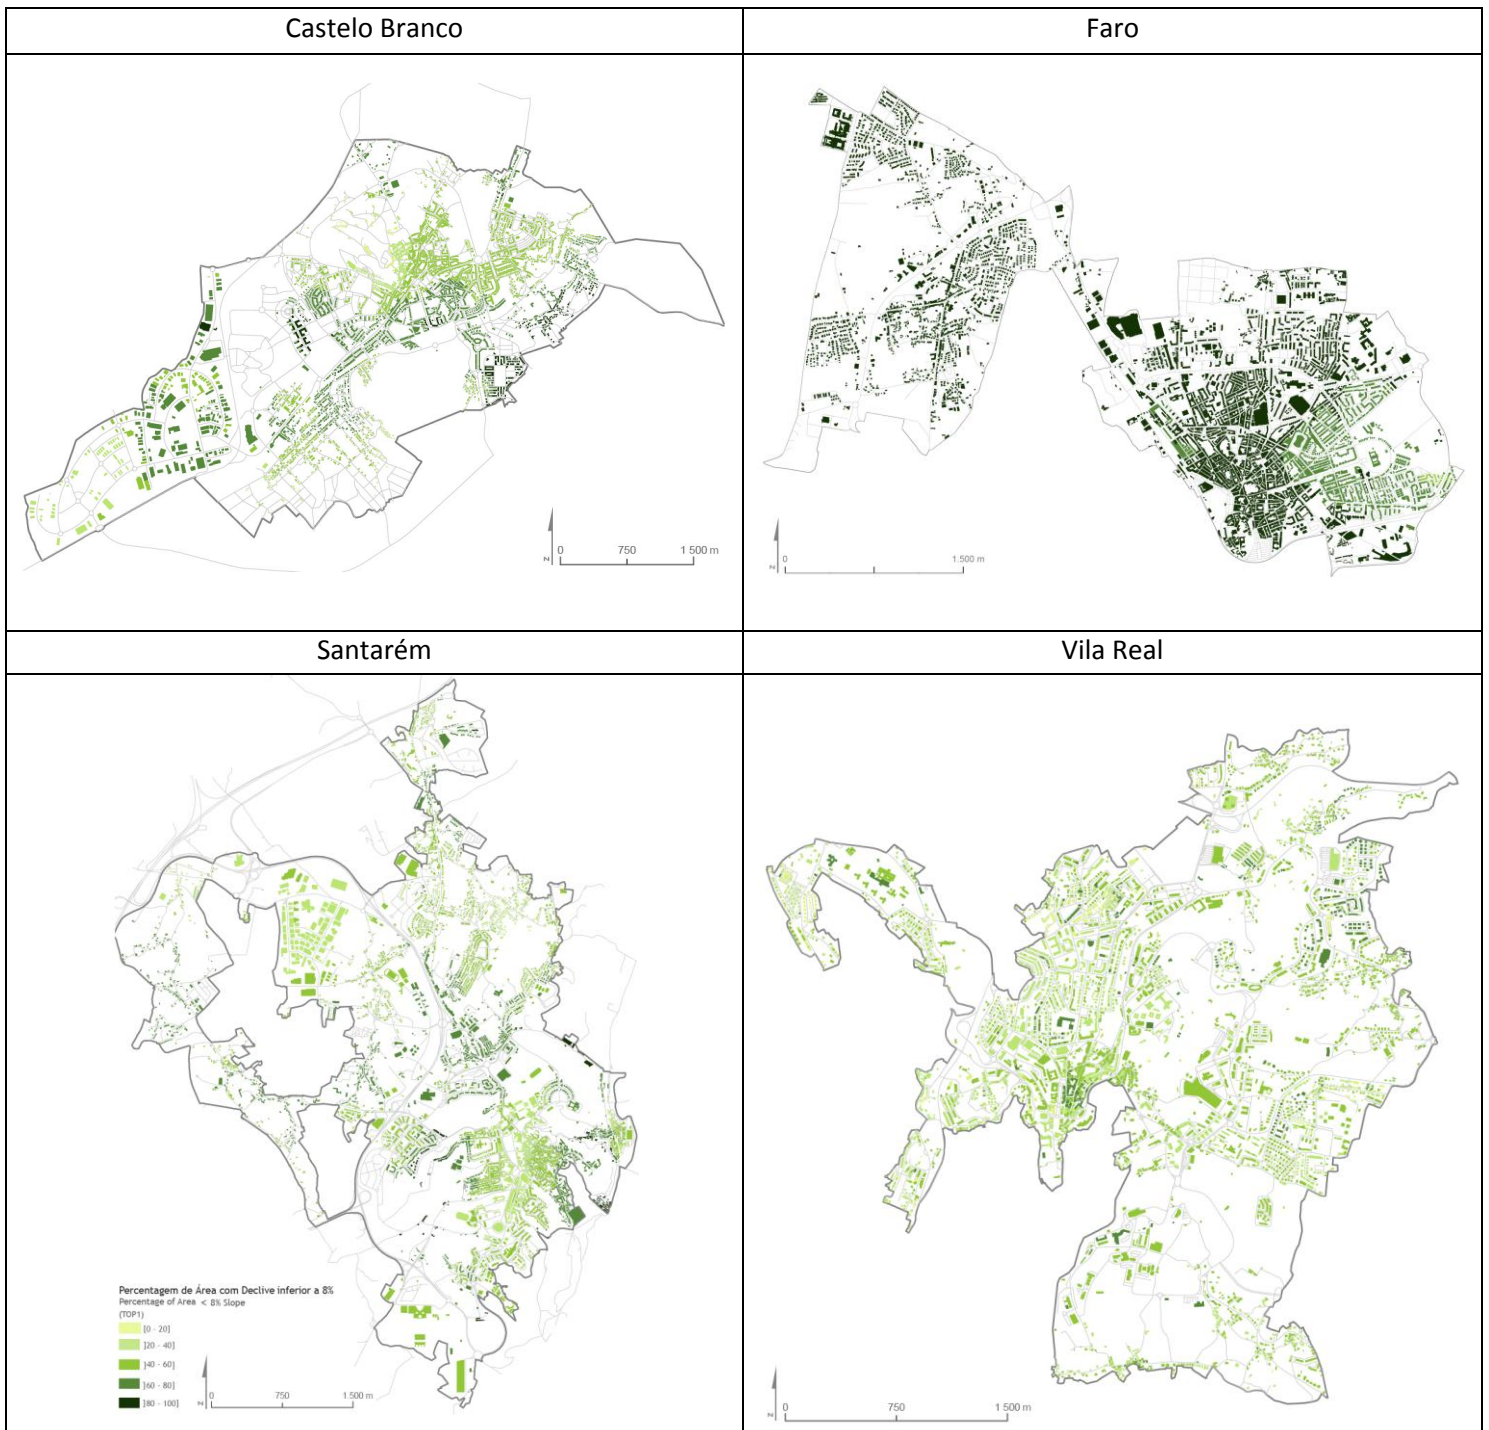 Castelo Branco
Faro
N
0 750 1 500 m
N
0 1.500 m
Santarém
Vila Real
Percentagem de Área com Declive inferior a 8%
Percentage of Area < 8% Slope
(TOP1)
[0 - 20]
]20 - 40]
]40 - 60]
]60 - 80]
]80 - 100]
N
0 750 1 500 m
N
0 750 1 500 m